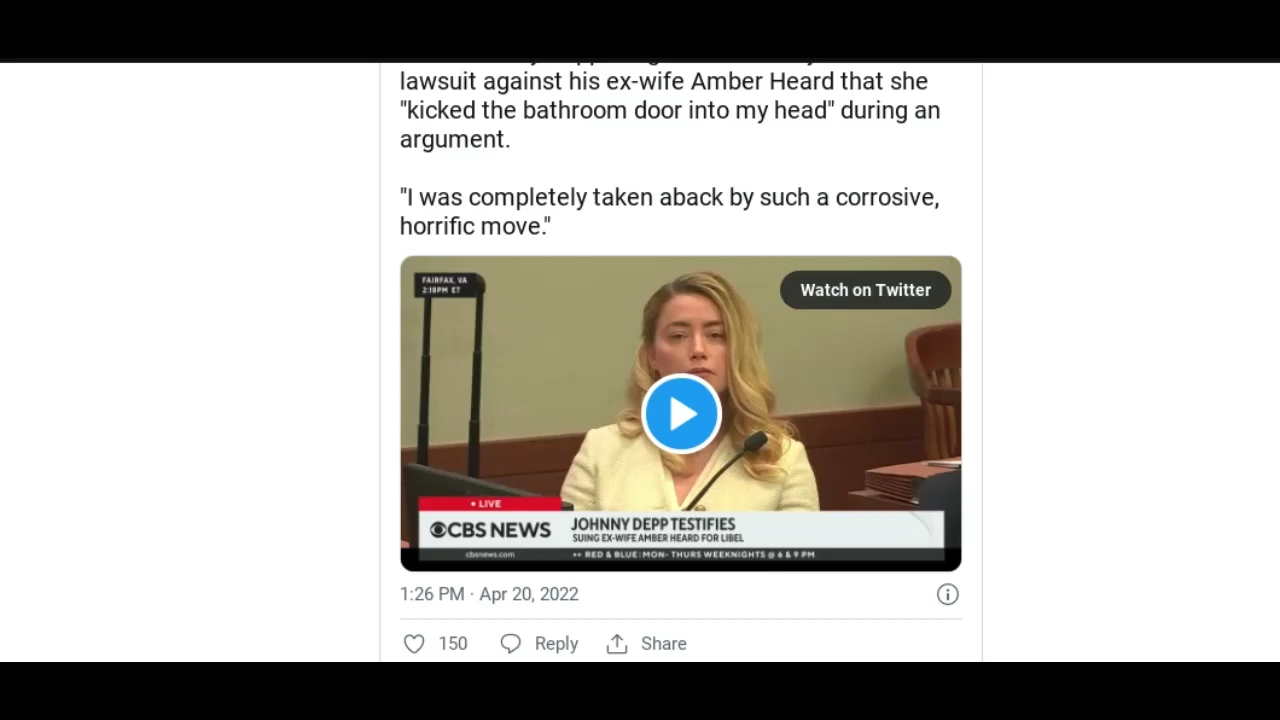 lawsuit against his ex-wife Amber Heard that she
"kicked the bathroom door into my head" during an
argument.
"I was completely taken aback by such a corrosive,
horrific move."
FAIRFAX, VA
2:18PM ET
Watch on Twitter
• LIVE
CBS NEWS
JOHNNY DEPP TESTIFIES
SUING EX-WIFE AMBER HEARD FOR LIBEL
cbsnews.com
•• RED & BLUE: MON- THURS WEEKNIGHTS @ 6 & 9 PM
1:26 PM · Apr 20, 2022
150
Reply
Share